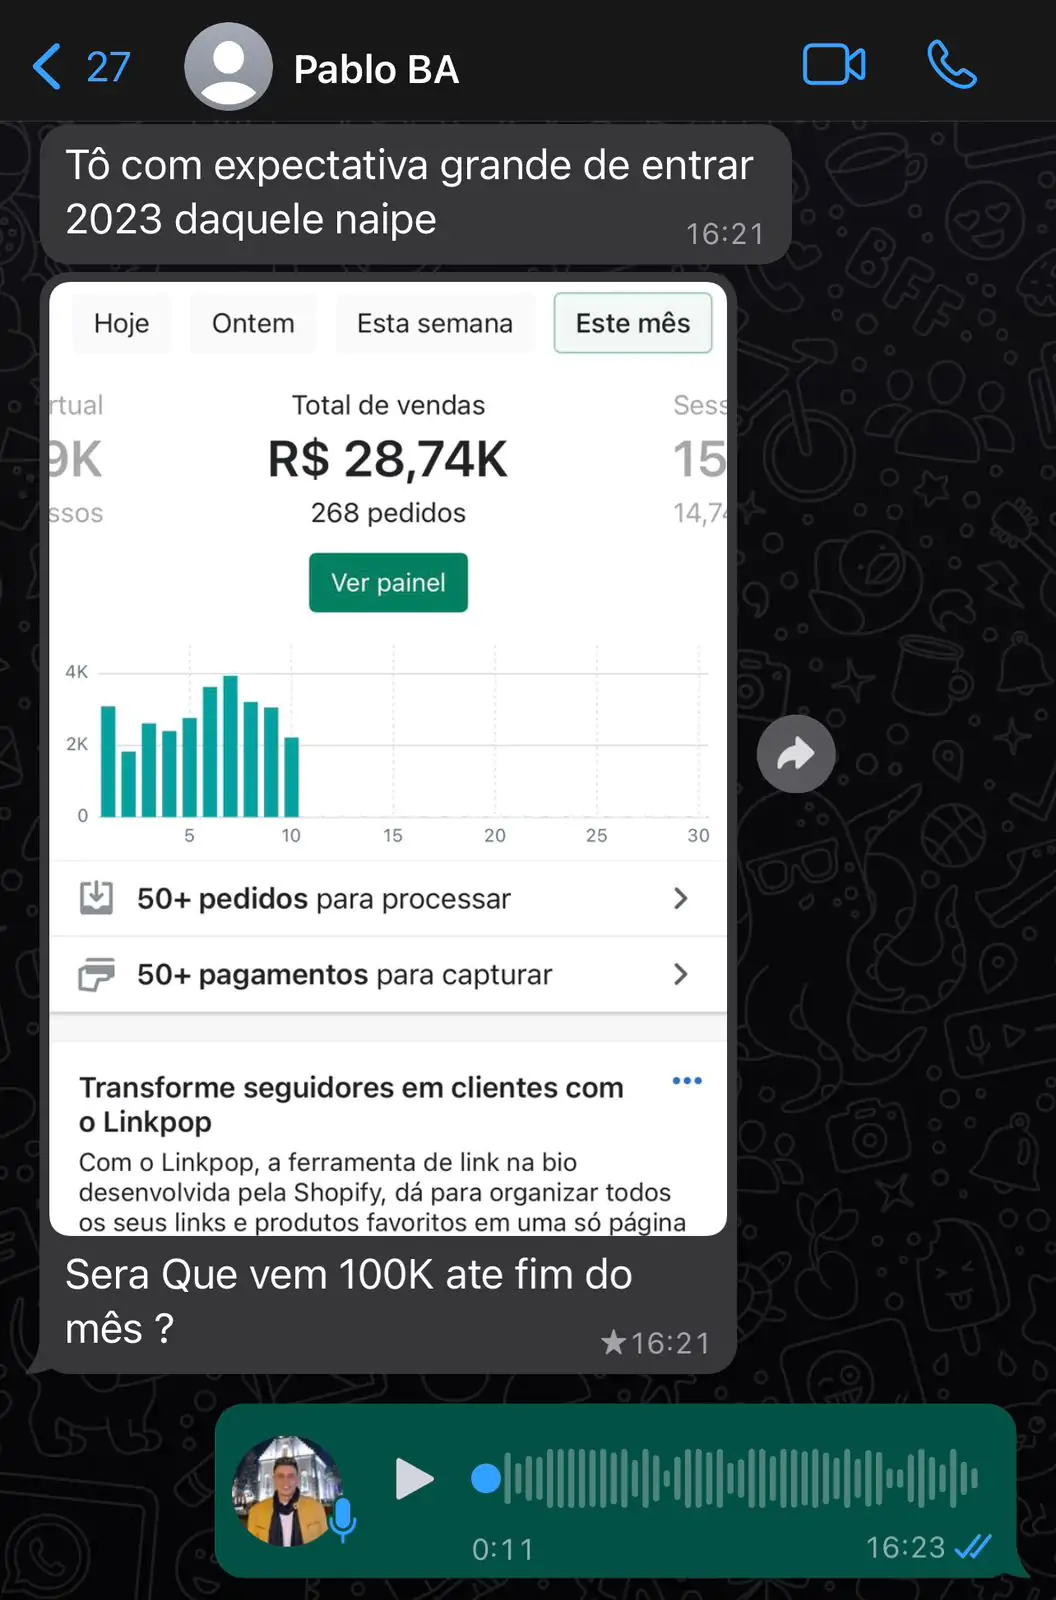 27
Pablo BA
Tô com expectativa grande de entrar
2023 daquele naipe
16:21
Hoje
Ontem
Esta semana
Este mês
rtual
9K
ssos
Total de vendas
R$ 28,74K
268 pedidos
Sess
15
14,74
Ver painel
4K
2K
0
5
10
15
20
25
30
50+ pedidos para processar
50+ pagamentos para capturar
Transforme seguidores em clientes com
o Linkpop
Com o Linkpop, a ferramenta de link na bio
desenvolvida pela Shopify, dá para organizar todos
os seus links e produtos favoritos em uma só página
Sera Que vem 100K ate fim do
mês ?
16:21
0:11
16:23
BFF